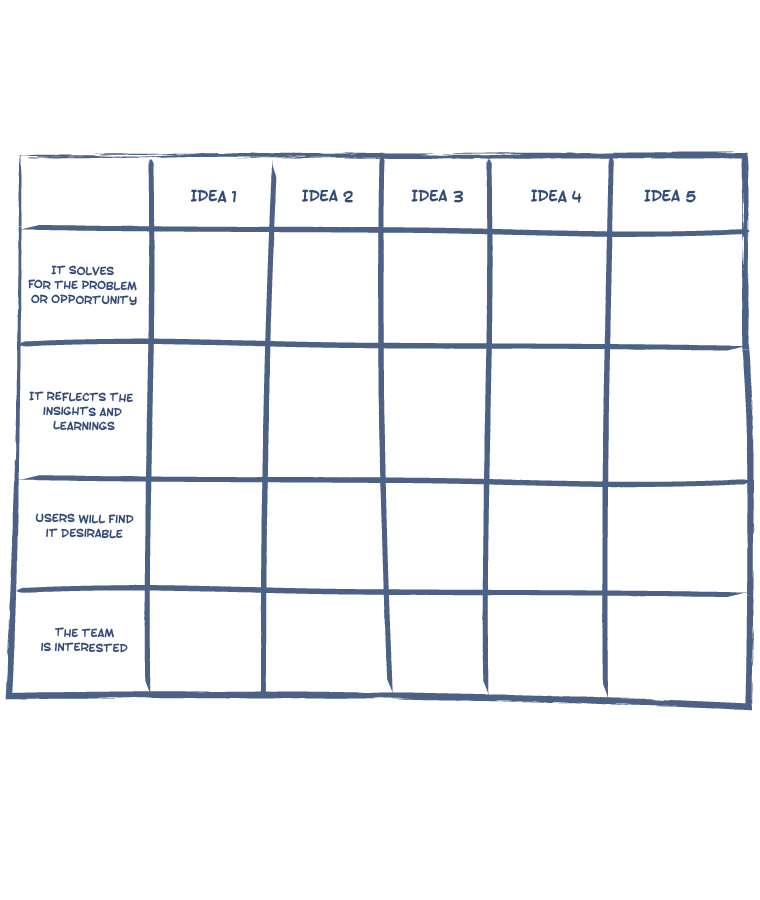 IDEA 1 IDEA 2 IDEA 3 IDEA 4 IDEA 5
IT SOLVES
FOR THE PROBLEM
OR OPPORTUNITY
IT REFLECTS THE
INSIGHTS AND
LEARNINGS
USERS WILL FIND
IT DESIRABLE
THE TEAM
IS INTERESTED